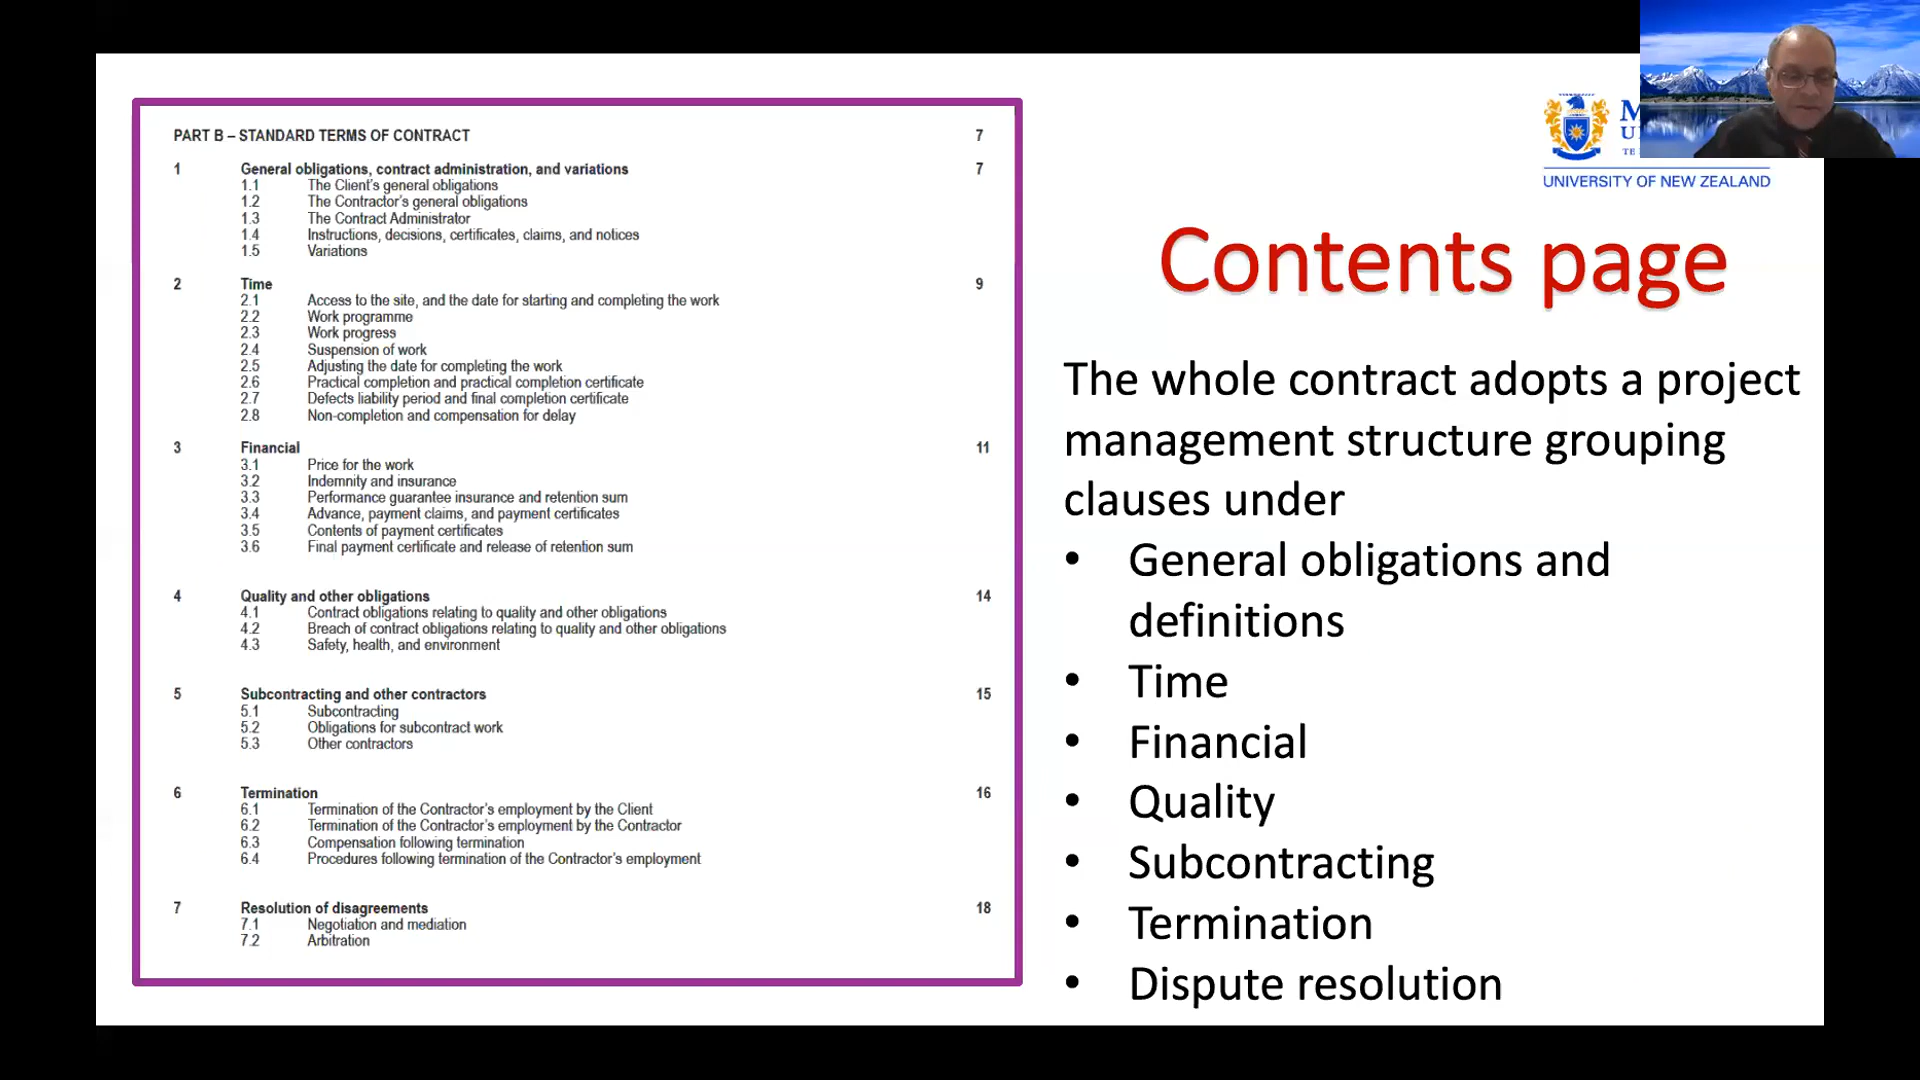 PART B – STANDARD TERMS OF CONTRACT 7
1 General obligations, contract administration, and variations 7
1.1 The Client's general obligations
1.2 The Contractor's general obligations
1.3 The Contract Administrator
1.4 Instructions, decisions, certificates, claims, and notices
1.5 Variations
2 Time 9
2.1 Access to the site, and the date for starting and completing the work
2.2 Work programme
2.3 Work progress
2.4 Suspension of work
2.5 Adjusting the date for completing the work
2.6 Practical completion and practical completion certificate
2.7 Defects liability period and final completion certificate
2.8 Non-completion and compensation for delay
3 Financial 11
3.1 Price for the work
3.2 Indemnity and insurance
3.3 Performance guarantee insurance and retention sum
3.4 Advance, payment claims, and payment certificates
3.5 Contents of payment certificates
3.6 Final payment certificate and release of retention sum
4 Quality and other obligations 14
4.1 Contract obligations relating to quality and other obligations
4.2 Breach of contract obligations relating to quality and other obligations
4.3 Safety, health, and environment
5 Subcontracting and other contractors 15
5.1 Subcontracting
5.2 Obligations for subcontract work
5.3 Other contractors
6 Termination 16
6.1 Termination of the Contractor's employment by the Client
6.2 Termination of the Contractor's employment by the Contractor
6.3 Compensation following termination
6.4 Procedures following termination of the Contractor's employment
7 Resolution of disagreements 18
7.1 Negotiation and mediation
7.2 Arbitration
UNIVERSITY OF NEW ZEALAND
Contents page
The whole contract adopts a project
management structure grouping
clauses under
• General obligations and
definitions
• Time
• Financial
• Quality
• Subcontracting
• Termination
• Dispute resolution